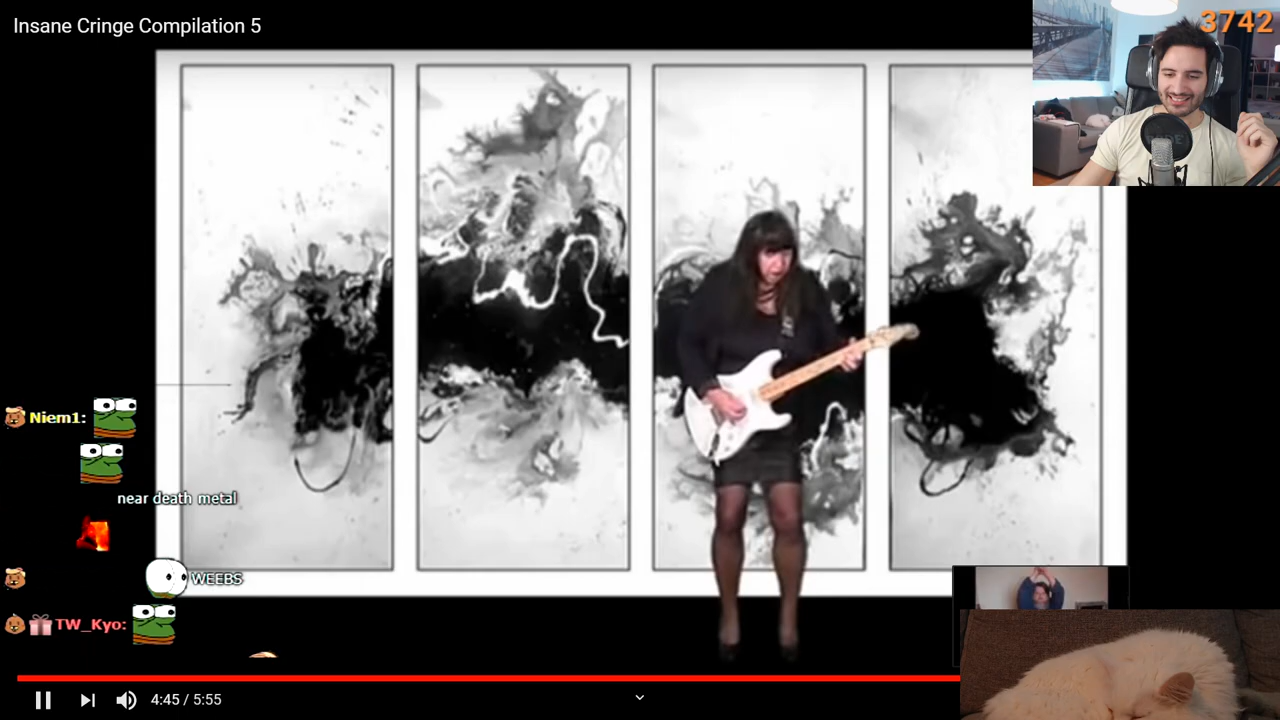 Insane Cringe Compilation 5
3742
Niem1:
near death metal
WEEBS
TW_Kyo:
4:45 / 5:55